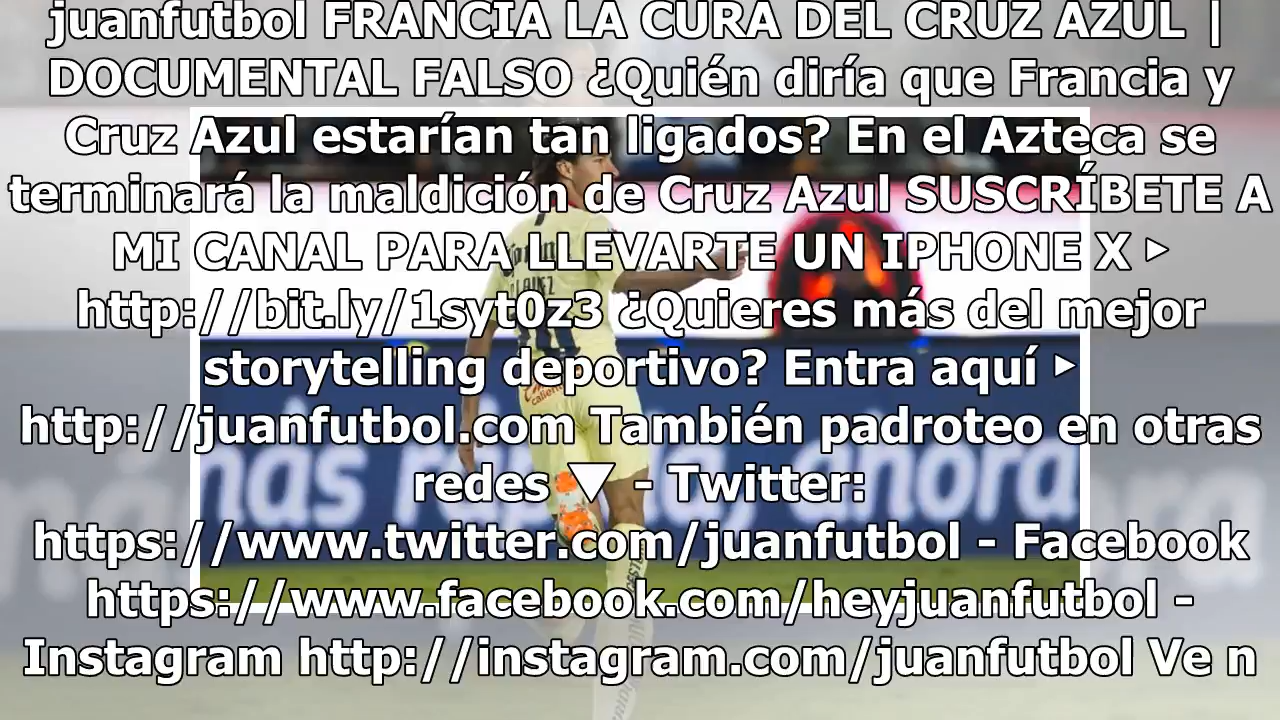 juanfutbol FRANCIA LA CURA DEL CRUZ AZUL |
DOCUMENTAL FALSO ¿Quién diría que Francia y
Cruz Azul estarían tan ligados? En el Azteca se
terminará la maldición de Cruz Azul SUSCRÍBETE A
MI CANAL PARA LLEVARTE UN IPHONE X ▸
http://bit.ly/1syt0z3 ¿Quieres más del mejor
storytelling deportivo? Entra aquí ▸
http://juanfutbol.com También padroteo en otras
redes ▼ - Twitter:
https://www.twitter.com/juanfutbol - Facebook
https://www.facebook.com/heyjuanfutbol -
Instagram http://instagram.com/juanfutbol Ve n
más rápida, ahora